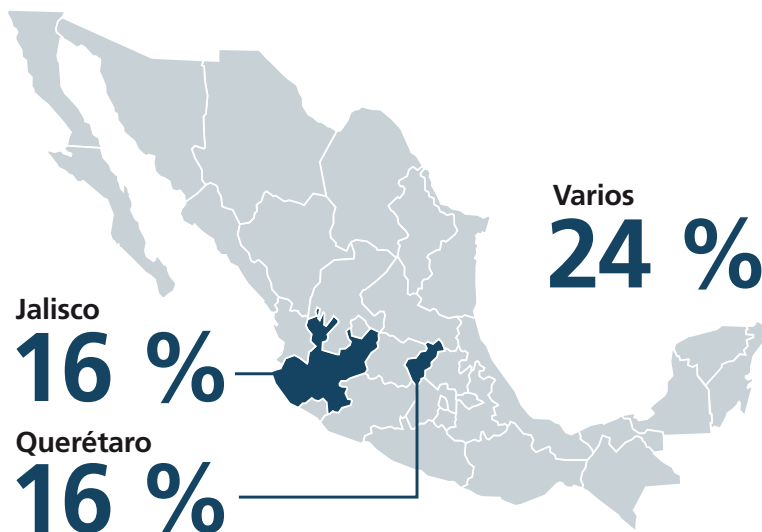 Varios
24 %
Jalisco
16 %
Querétaro
16 %